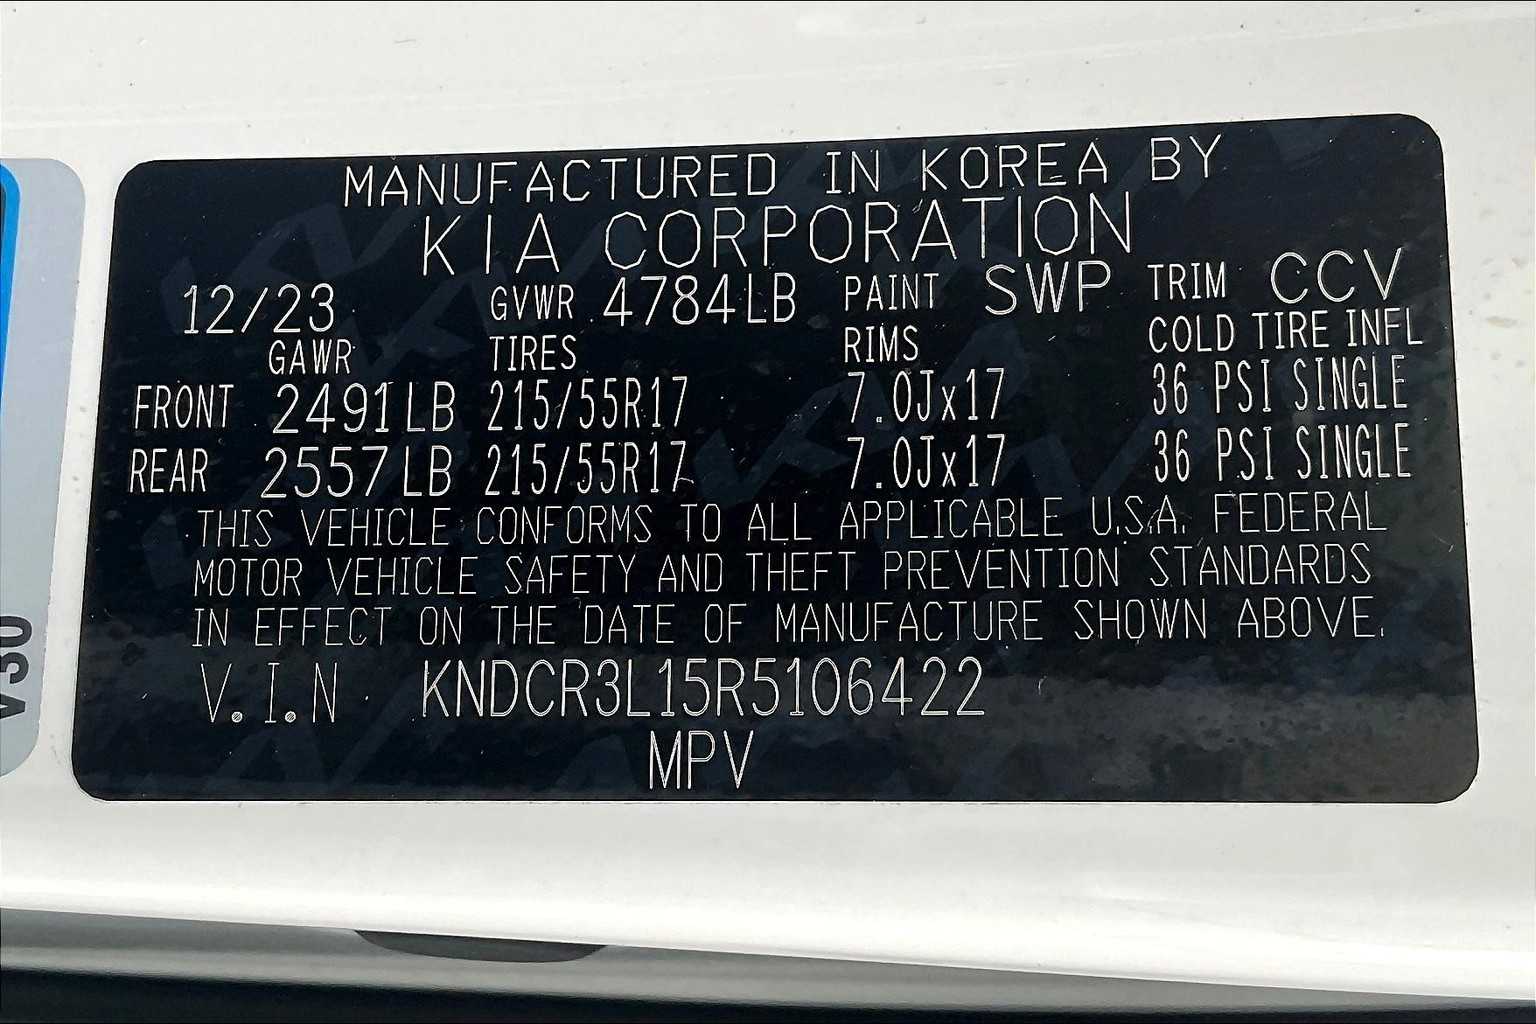 MANUFACTURED IN KOREA BY
KIA CORPORATION
12/23 GVWR 4784LB PAINT SWP TRIM CCV
GAWR TIRES RIMS COLD TIRE INFL
FRONT 2491LB 215/55R17 7.0Jx17 36 PSI SINGLE
REAR 2557LB 215/55R17 7.0Jx17 36 PSI SINGLE
THIS VEHICLE CONFORMS TO ALL APPLICABLE U.S.A. FEDERAL
MOTOR VEHICLE SAFETY AND THEFT PREVENTION STANDARDS
IN EFFECT ON THE DATE OF MANUFACTURE SHOWN ABOVE.
V.I.N KNDCR3L15R5106422
MPV